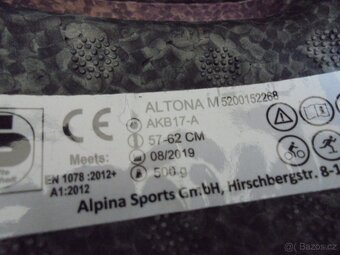 ALTONA M 5200152268
AKB17-A
57-62 CM
Meets: 08/2019
EN 1078:2012+ 500 g
A1:2012
Alpina Sports GmbH, Hirschbergstr. 8-1
bazos.cz